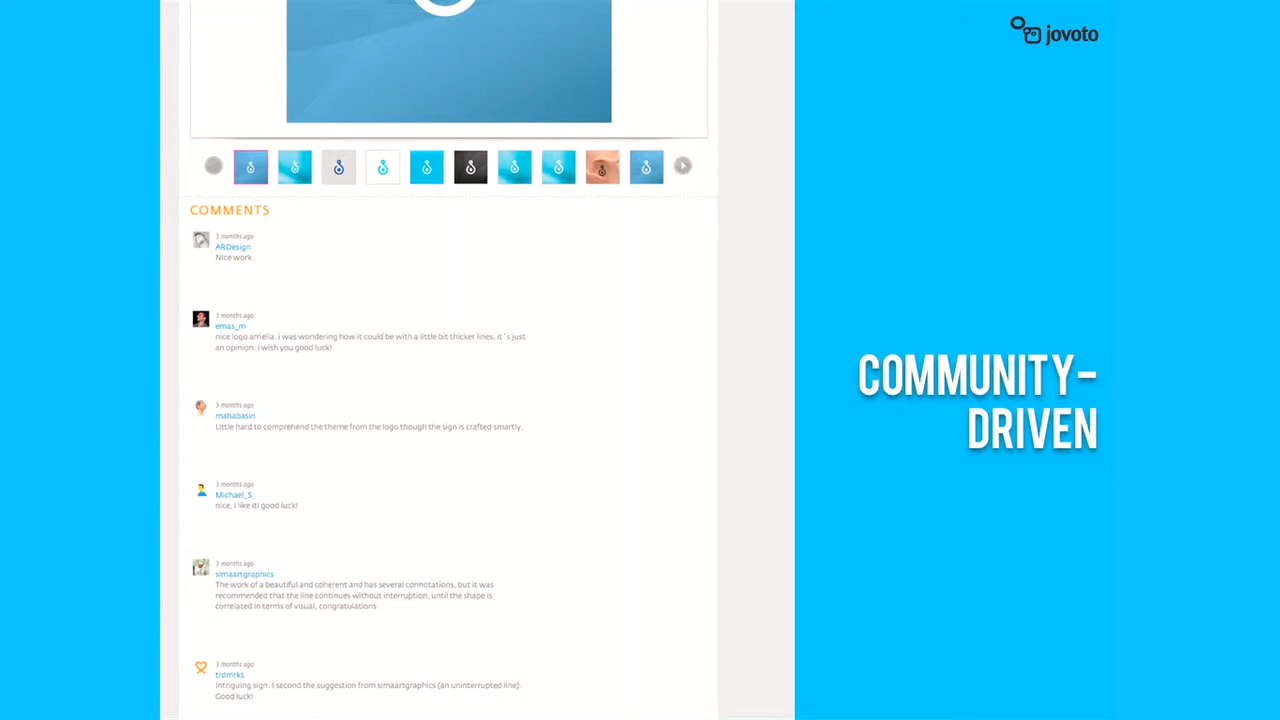 jovoto
COMMENTS
3 months ago
ARDesign
Nice work.
3 months ago
emas_m
nice logo arriella. i was wondering how it could be with a little bit thicker lines. it´s just
an opinion. i wish you good luck!
3 months ago
mahabasin
Little hard to comprehend the theme from the logo though the sign is crafted smartly.
3 months ago
Michael_S
nice, i like it! good luck!
3 months ago
simaartgraphics
The work of a beautiful and coherent and has several connotations, but it was
recommended that the line continues without interruption, until the shape is
correlated in terms of visual, congratulations
3 months ago
trdmrks
Intriguing sign. I second the suggestion from simaartgraphics (an uninterrupted line).
Good luck!
COMMUNITY-
DRIVEN